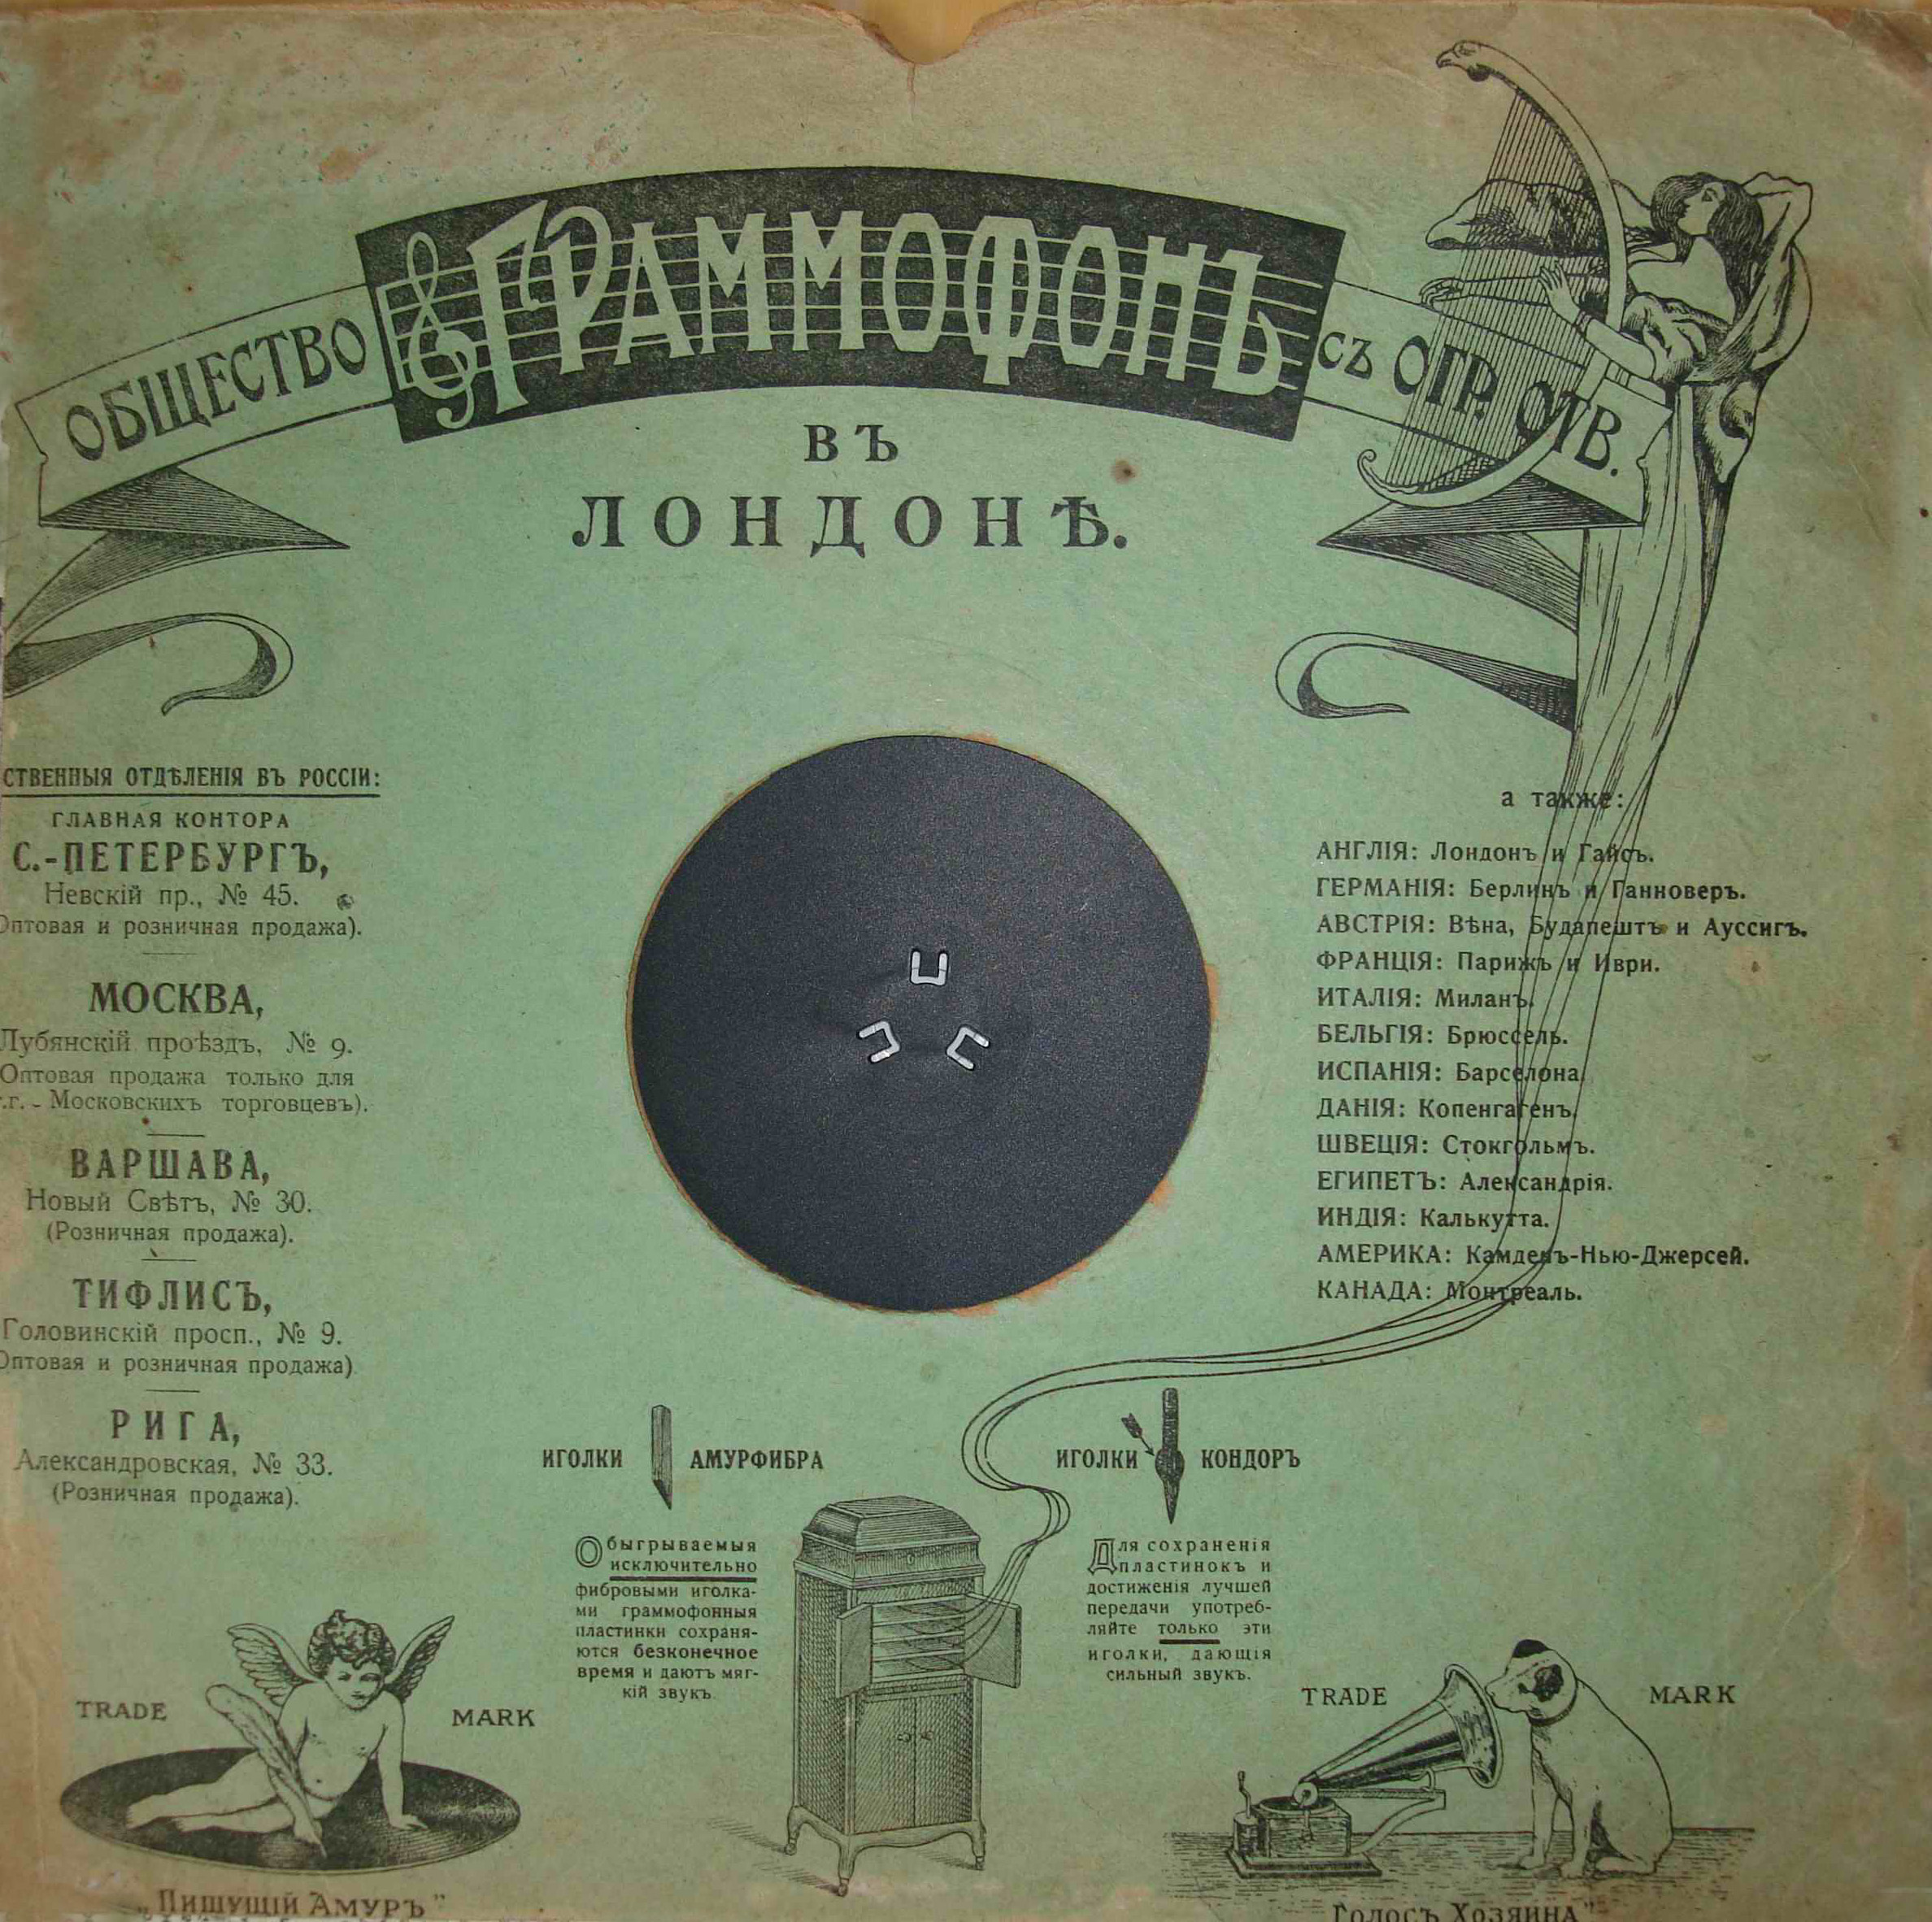 ОБЩЕСТВО ГРАММОФОНЪ СЪ ОГР. ОТВ.
ВЪ
ЛОНДОНѢ.
СТВЕННЫЯ ОТДѢЛЕНІЯ ВЪ РОССІИ:
ГЛАВНАЯ КОНТОРА
С.-ПЕТЕРБУРГЪ,
Невскій пр., № 45.
Оптовая и розничная продажа).
МОСКВА,
Лубянскій проѣздъ, № 9.
Оптовая продажа только для
г.г. - Московскихъ торговцевъ).
ВАРШАВА,
Новый Свѣтъ, № 30.
(Розничная продажа).
ТИФЛИСЪ,
Головинскій просп., № 9.
Оптовая и розничная продажа)
РИГА,
Александровская, № 33.
(Розничная продажа).
а также:
АНГЛІЯ: Лондонъ и Гайсъ.
ГЕРМАНІЯ: Берлинъ и Ганноверъ.
АВСТРІЯ: Вѣна, Будапештъ и Ауссигъ.
ФРАНЦІЯ: Парижъ и Иври.
ИТАЛІЯ: Миланъ.
БЕЛЬГІЯ: Брюссель.
ИСПАНІЯ: Барселона.
ДАНІЯ: Копенгагенъ.
ШВЕЦІЯ: Стокгольмъ.
ЕГИПЕТЪ: Александрія.
ИНДІЯ: Калькутта.
АМЕРИКА: Камденъ-Нью-Джерсей.
КАНАДА: Монтреаль.
ИГОЛКИ АМУРФИБРА
Обыгрываемыя
исключительно
фибровыми иголка-
ми граммофонныя
пластинки сохраня-
ются безконечное
время и даютъ мяг-
кій звукъ.
ИГОЛКИ КОНДОРЪ
Для сохраненія
пластинокъ и
достиженія лучшей
передачи употреб-
ляйте только эти
иголки, дающія
сильный звукъ.
TRADE MARK
„Пишущій Амуръ"
TRADE MARK
Голосъ Хозяина"